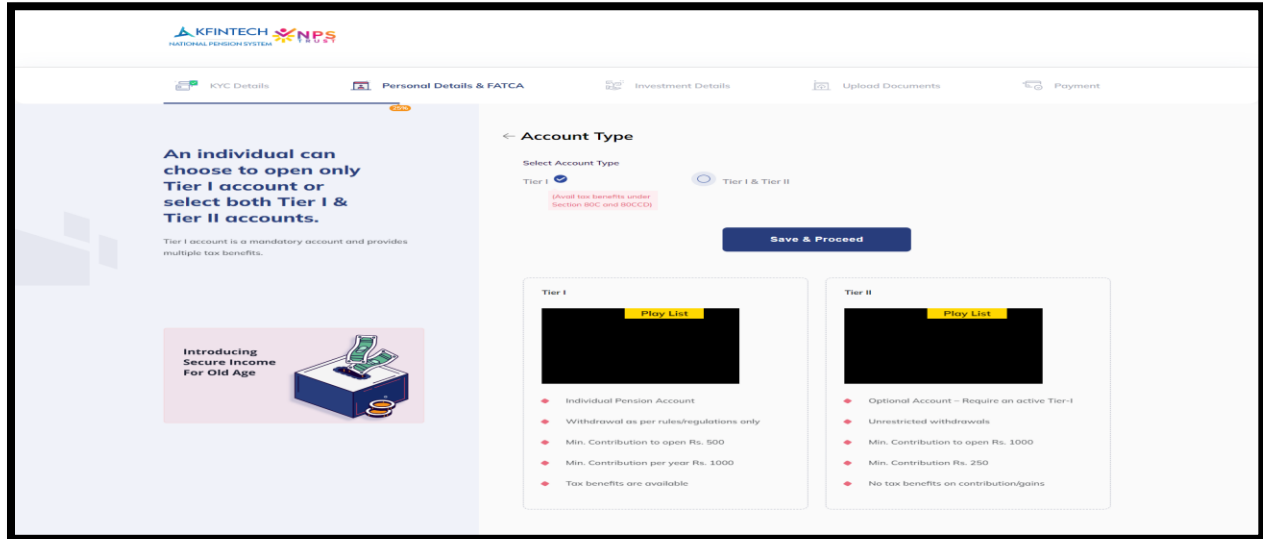 KFINTECH
NATIONAL PENSION SYSTEM
NPS
TRUST
KYC Details
Personal Details & FATCA
Investment Details
Upload Documents
Payment
25%
An individual can
choose to open only
Tier I account or
select both Tier I &
Tier II accounts.
Tier I account is a mandatory account and provides
multiple tax benefits.
Introducing
Secure Income
For Old Age
← Account Type
Select Account Type
Tier I
Tier I & Tier II
(Avail tax benefits under
Section 80C and 80CCD)
Save & Proceed
Tier I
Play List
Individual Pension Account
Withdrawal as per rules/regulations only
Min. Contribution to open Rs. 500
Min. Contribution per year Rs. 1000
Tax benefits are available
Tier II
Play List
Optional Account – Require an active Tier-I
Unrestricted withdrawals
Min. Contribution to open Rs. 1000
Min. Contribution Rs. 250
No tax benefits on contribution/gains